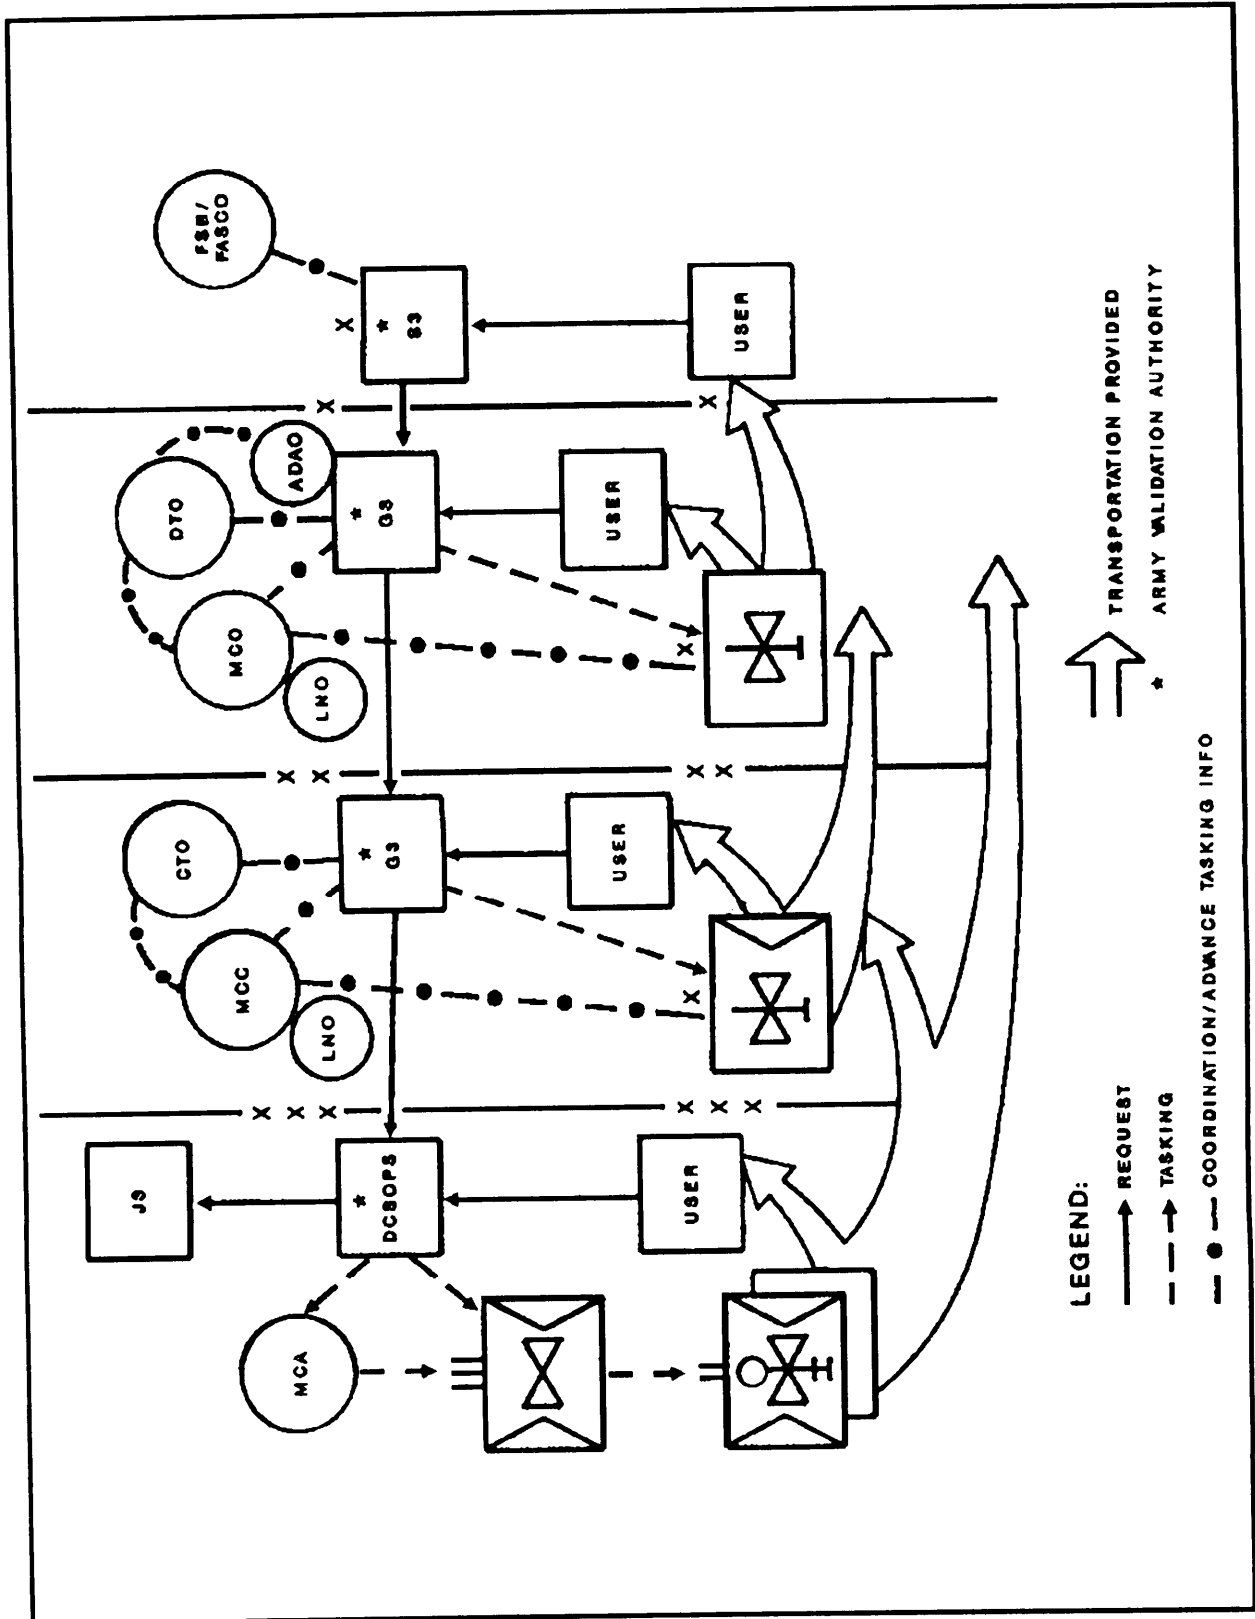 J3
CTO
DTO
FSB/
FASCO
MCC
MCO
ADAO
MCA
X X X
LNO
X X
LNO
X
X
*
DCSOPS
*
G3
*
G3
*
S3
USER
USER
USER
USER
X X X
X
X X
X
X
LEGEND:
REQUEST
TASKING
COORDINATION/ADVANCE TASKING INFO
TRANSPORTATION PROVIDED
* ARMY VALIDATION AUTHORITY